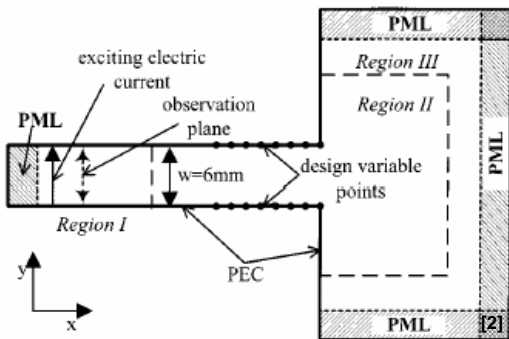 PML
exciting electric
current
Region III
observation
plane
Region II
PML
PML
w=6mm
design variable
points
Region I
PEC
y
x
PML
[2]